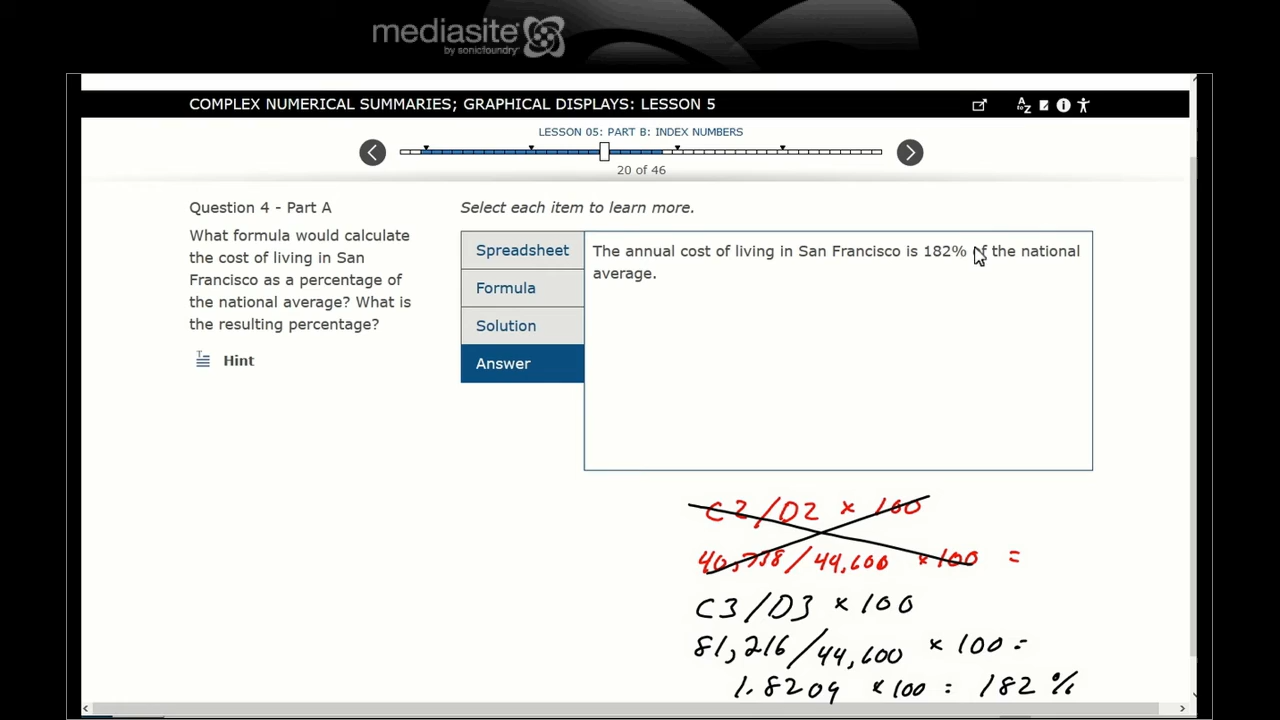 mediasite
by sonicfoundry
COMPLEX NUMERICAL SUMMARIES; GRAPHICAL DISPLAYS: LESSON 5
A to Z
LESSON 05: PART B: INDEX NUMBERS
20 of 46
Question 4 - Part A
What formula would calculate
the cost of living in San
Francisco as a percentage of
the national average? What is
the resulting percentage?
Hint
Select each item to learn more.
Spreadsheet
Formula
Solution
Answer
The annual cost of living in San Francisco is 182% of the national
average.
C2/D2 × 100
40,738/44,600 × 100 =
C3/D3 × 100
81,216/44,600 × 100 =
1.8209 × 100 = 182 %